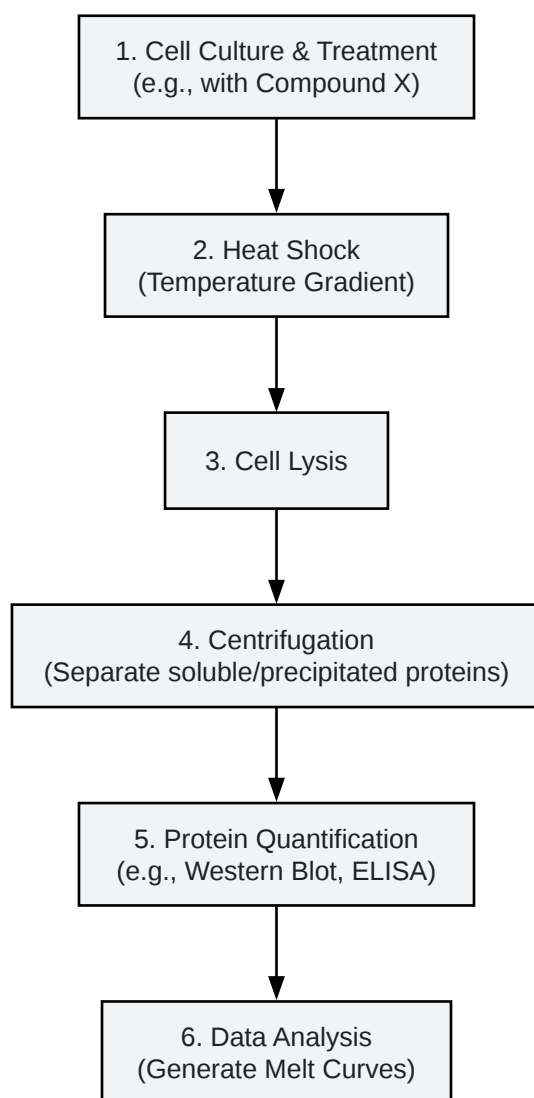 1. Cell Culture & Treatment
(e.g., with Compound X)
2. Heat Shock
(Temperature Gradient)
3. Cell Lysis
4. Centrifugation
(Separate soluble/precipitated proteins)
5. Protein Quantification
(e.g., Western Blot, ELISA)
6. Data Analysis
(Generate Melt Curves)